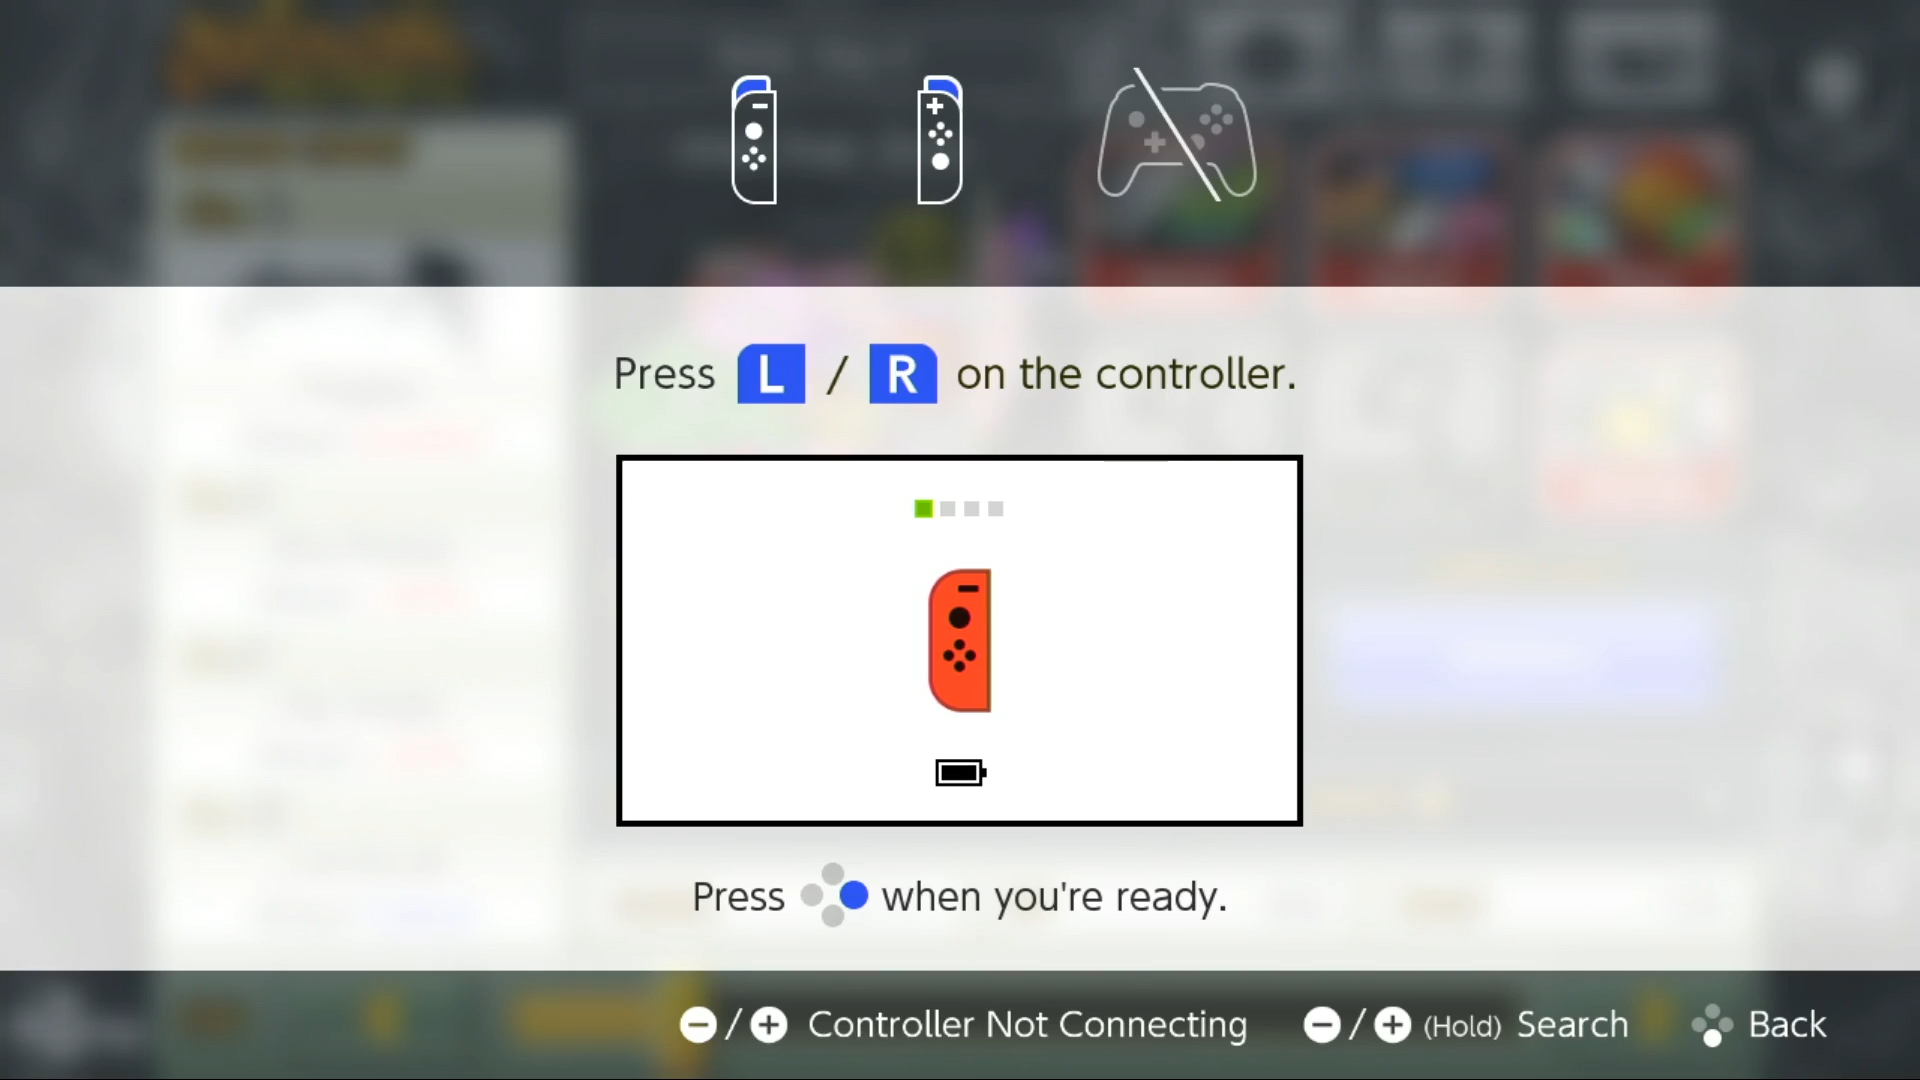 Press L / R on the controller.
Press when you're ready.
−/+ Controller Not Connecting −/+ (Hold) Search Back